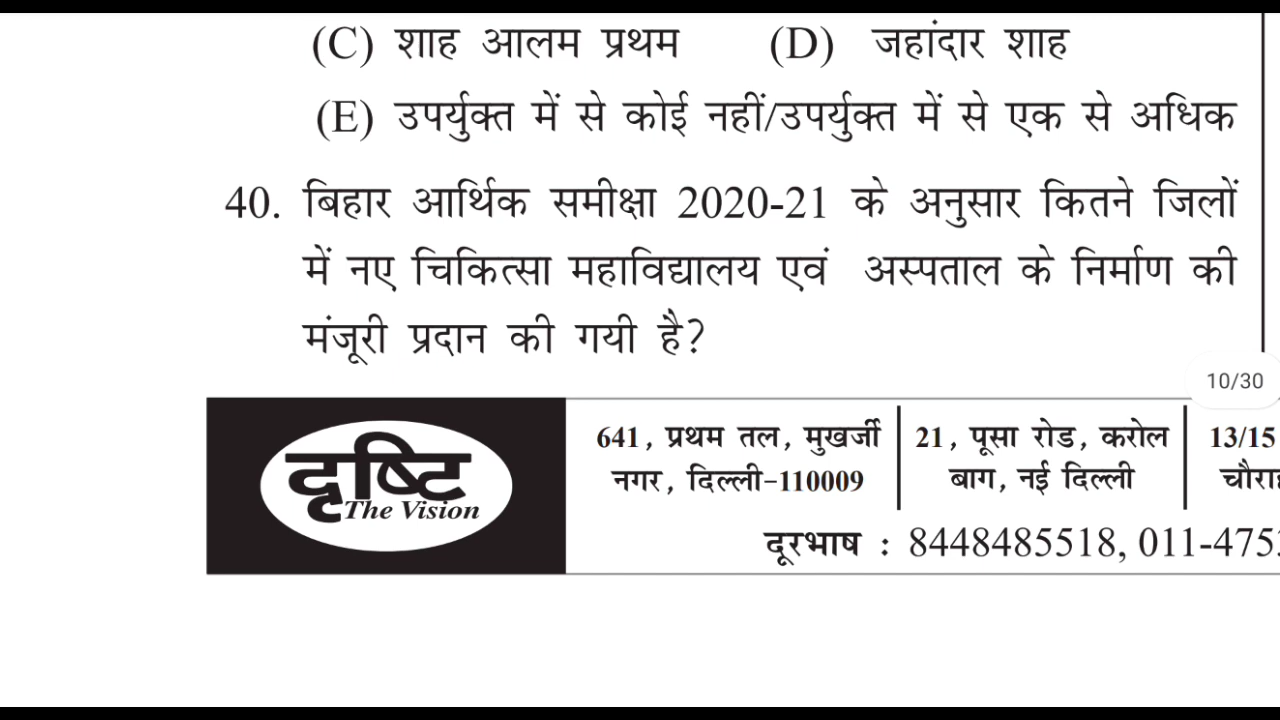 (C) शाह आलम प्रथम (D) जहांदार शाह
(E) उपर्युक्त में से कोई नहीं/उपर्युक्त में से एक से अधिक
40. बिहार आर्थिक समीक्षा 2020-21 के अनुसार कितने जिलों
में नए चिकित्सा महाविद्यालय एवं अस्पताल के निर्माण की
मंजूरी प्रदान की गयी है?
10/30
दृष्टि
The Vision
641, प्रथम तल, मुखर्जी
नगर, दिल्ली-110009
21, पूसा रोड, करोल
बाग, नई दिल्ली
13/15
दूरभाष : 8448485518, 011-475